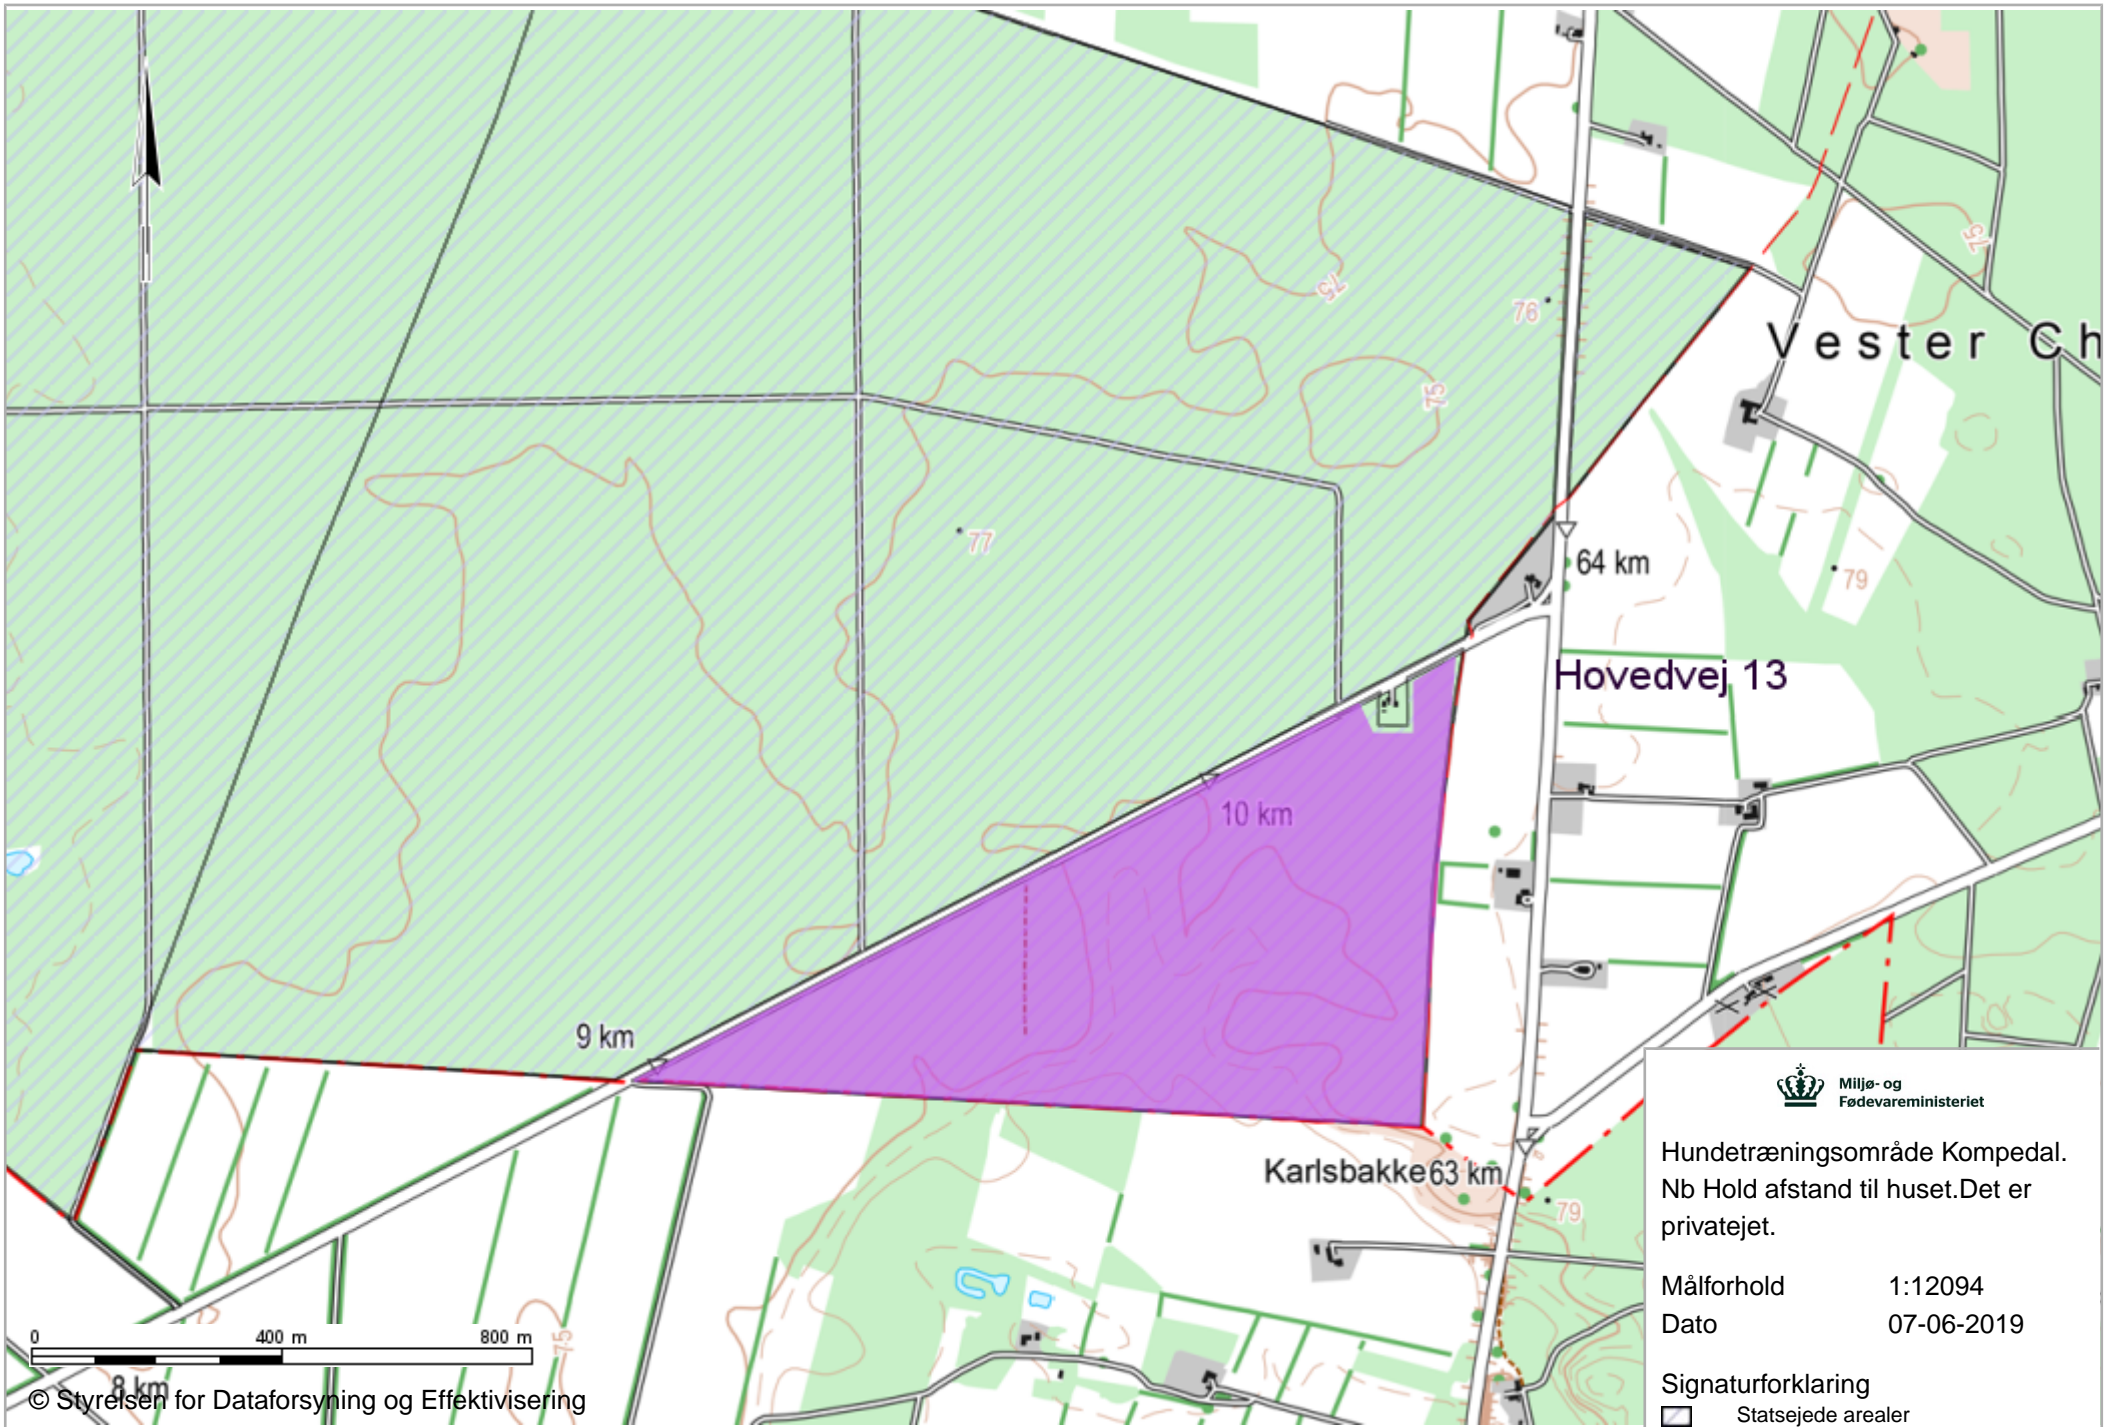 75
75
76
Vester Ch
75
77
64 km
79
Hovedvej 13
10 km
9 km
Karlsbakke 63 km
79
75
0 400 m 800 m
8 km
© Styrelsen for Dataforsyning og Effektivisering
Miljø- og
Fødevareministeriet
Hundetræningsområde Kompedal.
Nb Hold afstand til huset.Det er
privatejet.
Målforhold 1:12094
Dato 07-06-2019
Signaturforklaring
Statsejede arealer